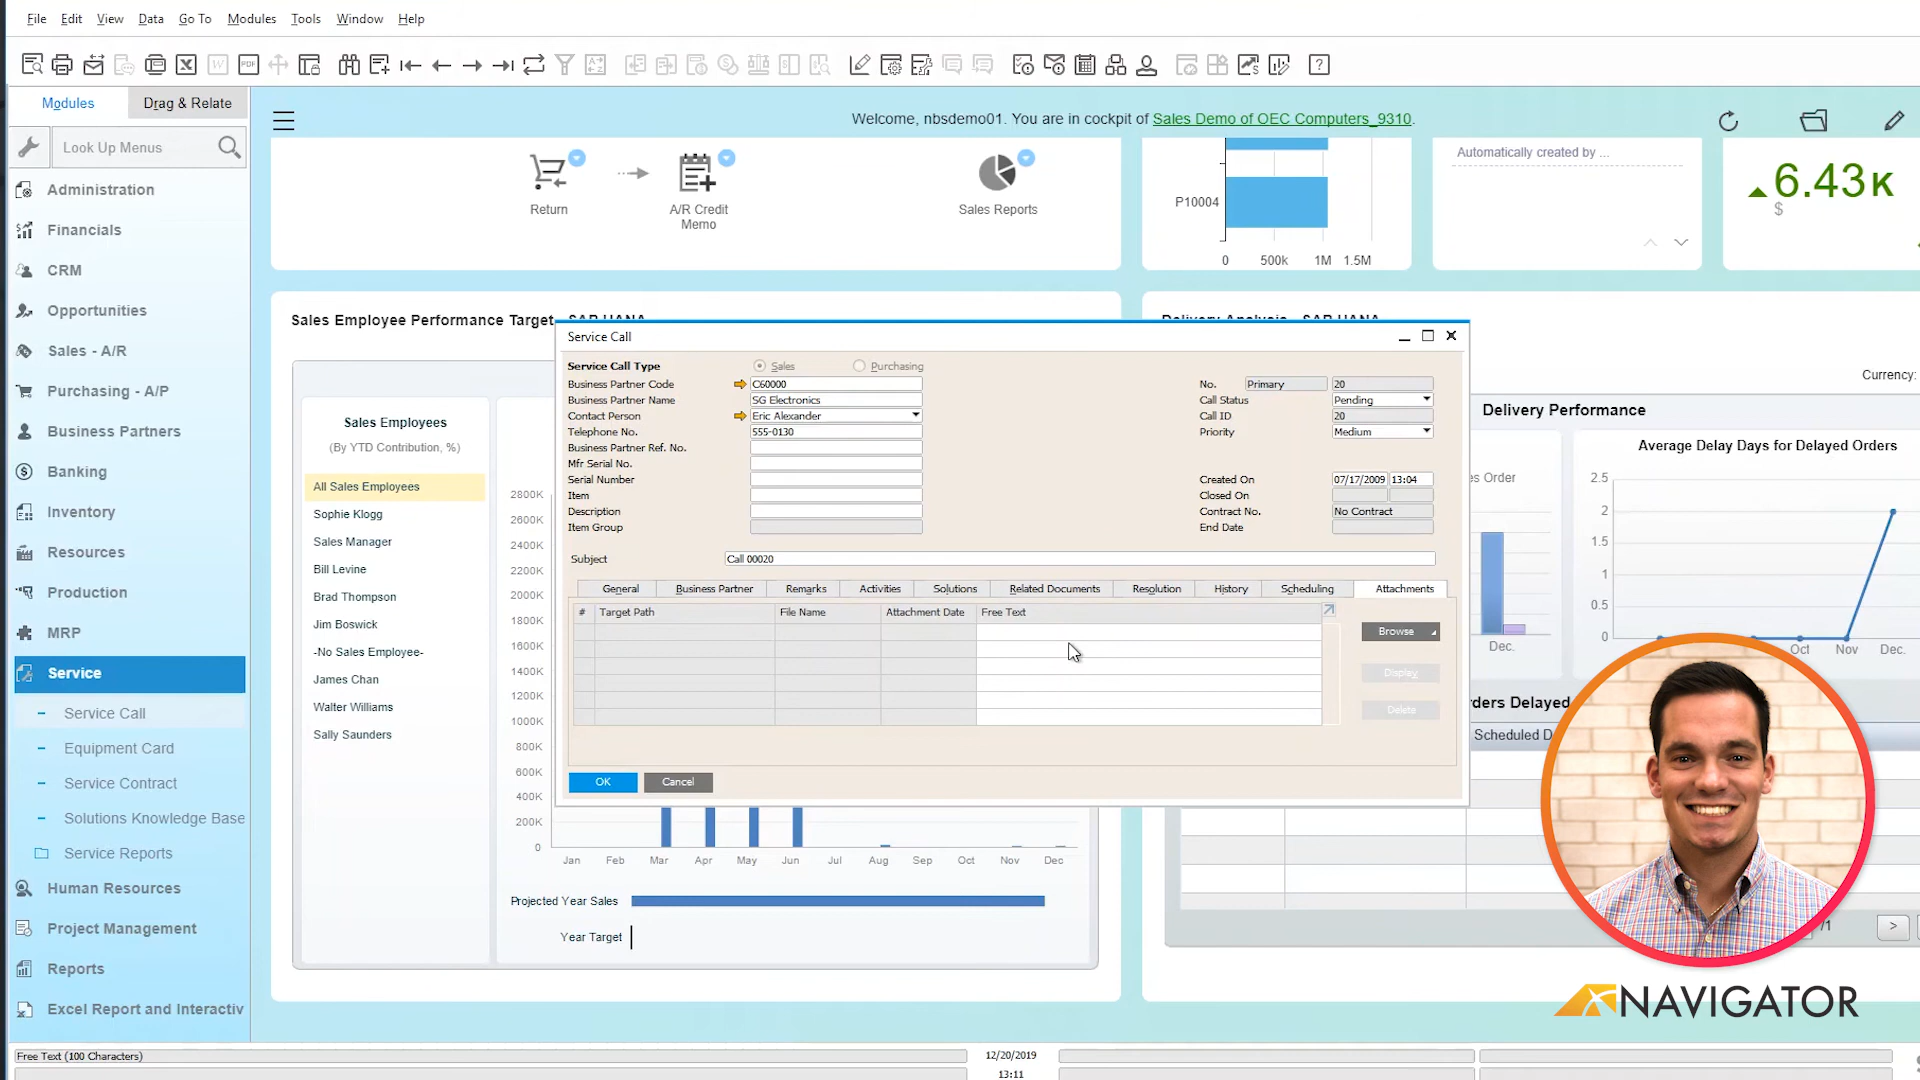 File Edit View Data Go To Modules Tools Window Help
Modules Drag & Relate
Look Up Menus
Administration
Financials
CRM
Opportunities
Sales - A/R
Purchasing - A/P
Business Partners
Banking
Inventory
Resources
Production
MRP
Service
Service Call
Equipment Card
Service Contract
Solutions Knowledge Base
Service Reports
Human Resources
Project Management
Reports
Excel Report and Interactiv
Welcome, nbsdemo01. You are in cockpit of Sales Demo of OEC Computers_9310.
Return
A/R Credit
Memo
Sales Reports
P10004
0 500k 1M 1.5M
Automatically created by ...
6.43K
$
Sales Employee Performance Target
Sales Employees
(By YTD Contribution, %)
All Sales Employees
Sophie Klogg
Sales Manager
Bill Levine
Brad Thompson
Jim Boswick
-No Sales Employee-
James Chan
Walter Williams
Sally Saunders
2800K
2600K
2400K
2200K
2000K
1800K
1600K
1400K
1200K
1000K
800K
600K
400K
200K
0
Jan Feb Mar Apr May Jun Jul Aug Sep Oct Nov Dec
Projected Year Sales
Year Target
Service Call
Service Call Type Sales Purchasing
Business Partner Code C60000
Business Partner Name SG Electronics
Contact Person Eric Alexander
Telephone No. 555-0130
Business Partner Ref. No.
Mfr Serial No.
Serial Number
Item
Description
Item Group
No. Primary 20
Call Status Pending
Call ID 20
Priority Medium
Created On 07/17/2009 13:04
Closed On
Contract No. No Contract
End Date
Subject Call 00020
General Business Partner Remarks Activities Solutions Related Documents Resolution History Scheduling Attachments
# Target Path File Name Attachment Date Free Text
Browse
Display
Delete
OK Cancel
Currency:
Delivery Performance
s Order
Dec.
Average Delay Days for Delayed Orders
2.5
2
1.5
1
0.5
0
Oct Nov Dec.
rders Delayed
Scheduled D
/1 >
NAVIGATOR
Free Text (100 Characters)
12/20/2019
13:11